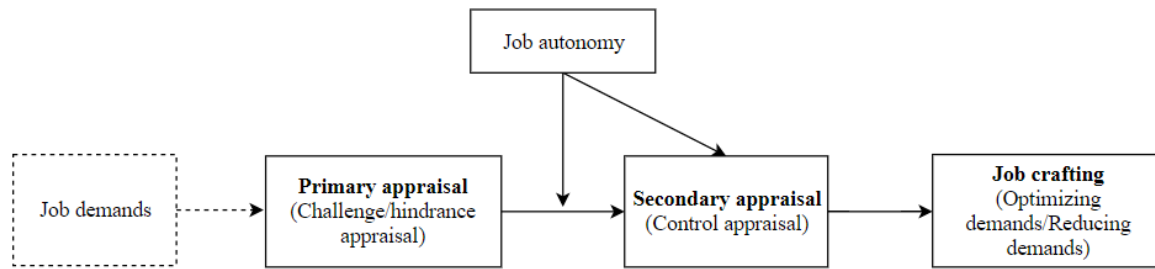 Job autonomy
Job demands
Primary appraisal
(Challenge/hindrance
appraisal)
Secondary appraisal
(Control appraisal)
Job crafting
(Optimizing
demands/Reducing
demands)